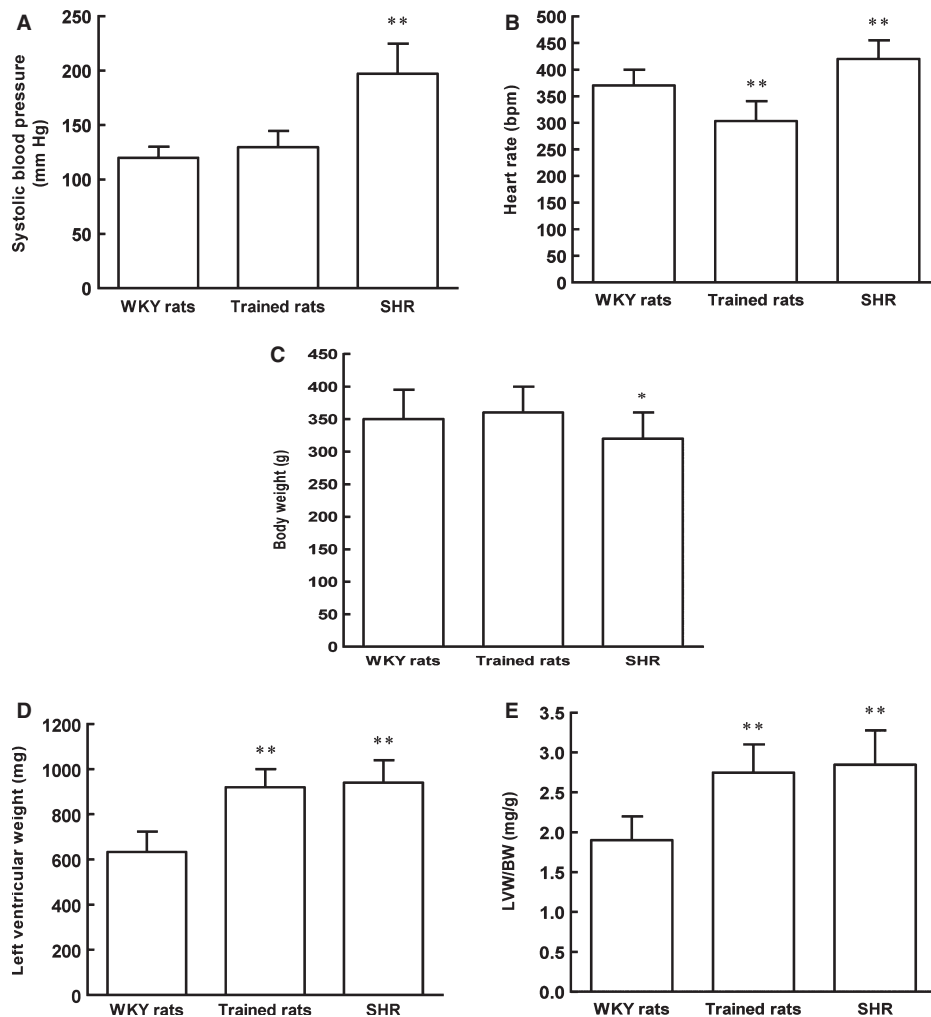 A
Systolic blood pressure
(mm Hg)
250
200
150
100
50
0
**
WKY rats
Trained rats
SHR
B
Heart rate (bpm)
500
450
400
350
300
250
200
150
100
50
0
**
**
WKY rats
Trained rats
SHR
C
Body weight (g)
450
400
350
300
250
200
150
100
50
0
*
WKY rats
Trained rats
SHR
D
Left ventricular weight (mg)
1200
1000
800
600
400
200
0
**
**
WKY rats
Trained rats
SHR
E
LVW/BW (mg/g)
3.5
3.0
2.5
2.0
1.5
1.0
0.5
0.0
**
**
WKY rats
Trained rats
SHR